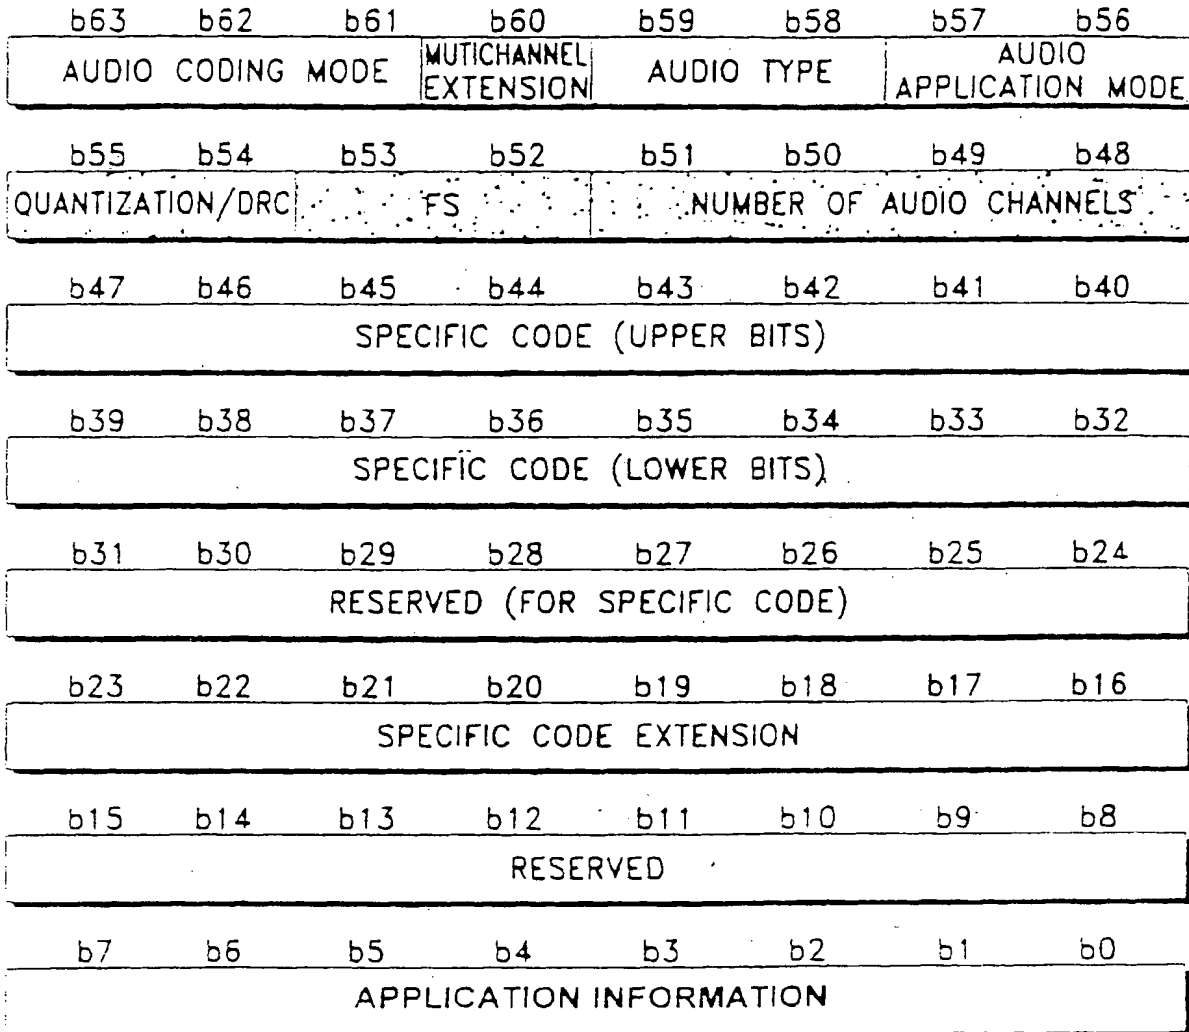 b63 b62 b61 b60 b59 b58 b57 b56
AUDIO CODING MODE
MUTICHANNEL
EXTENSION
AUDIO TYPE
AUDIO
APPLICATION MODE
b55 b54 b53 b52 b51 b50 b49 b48
QUANTIZATION/DRC FS NUMBER OF AUDIO CHANNELS
b47 b46 b45 b44 b43 b42 b41 b40
SPECIFIC CODE (UPPER BITS)
b39 b38 b37 b36 b35 b34 b33 b32
SPECIFIC CODE (LOWER BITS)
b31 b30 b29 b28 b27 b26 b25 b24
RESERVED (FOR SPECIFIC CODE)
b23 b22 b21 b20 b19 b18 b17 b16
SPECIFIC CODE EXTENSION
b15 b14 b13 b12 b11 b10 b9 b8
RESERVED
b7 b6 b5 b4 b3 b2 b1 b0
APPLICATION INFORMATION